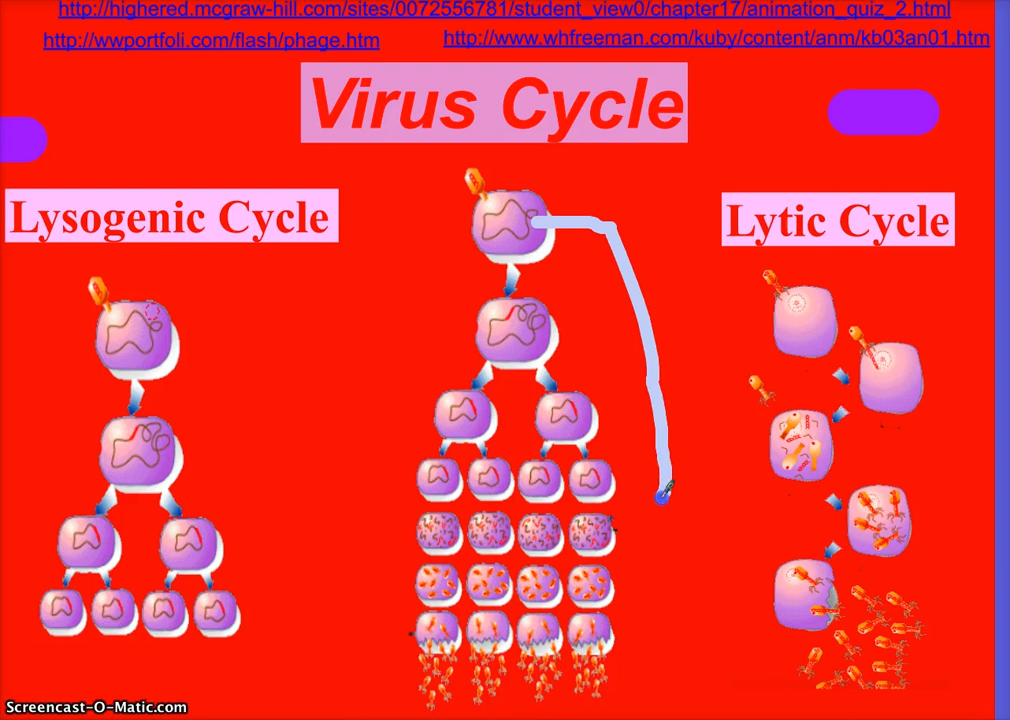 http://highered.mcgraw-hill.com/sites/0072556781/student_view0/chapter17/animation_quiz_2.html
http://wwportfoli.com/flash/phage.htm
http://www.whfreeman.com/kuby/content/anm/kb03an01.htm
Virus Cycle
Lysogenic Cycle
Lytic Cycle
Screencast-O-Matic.com